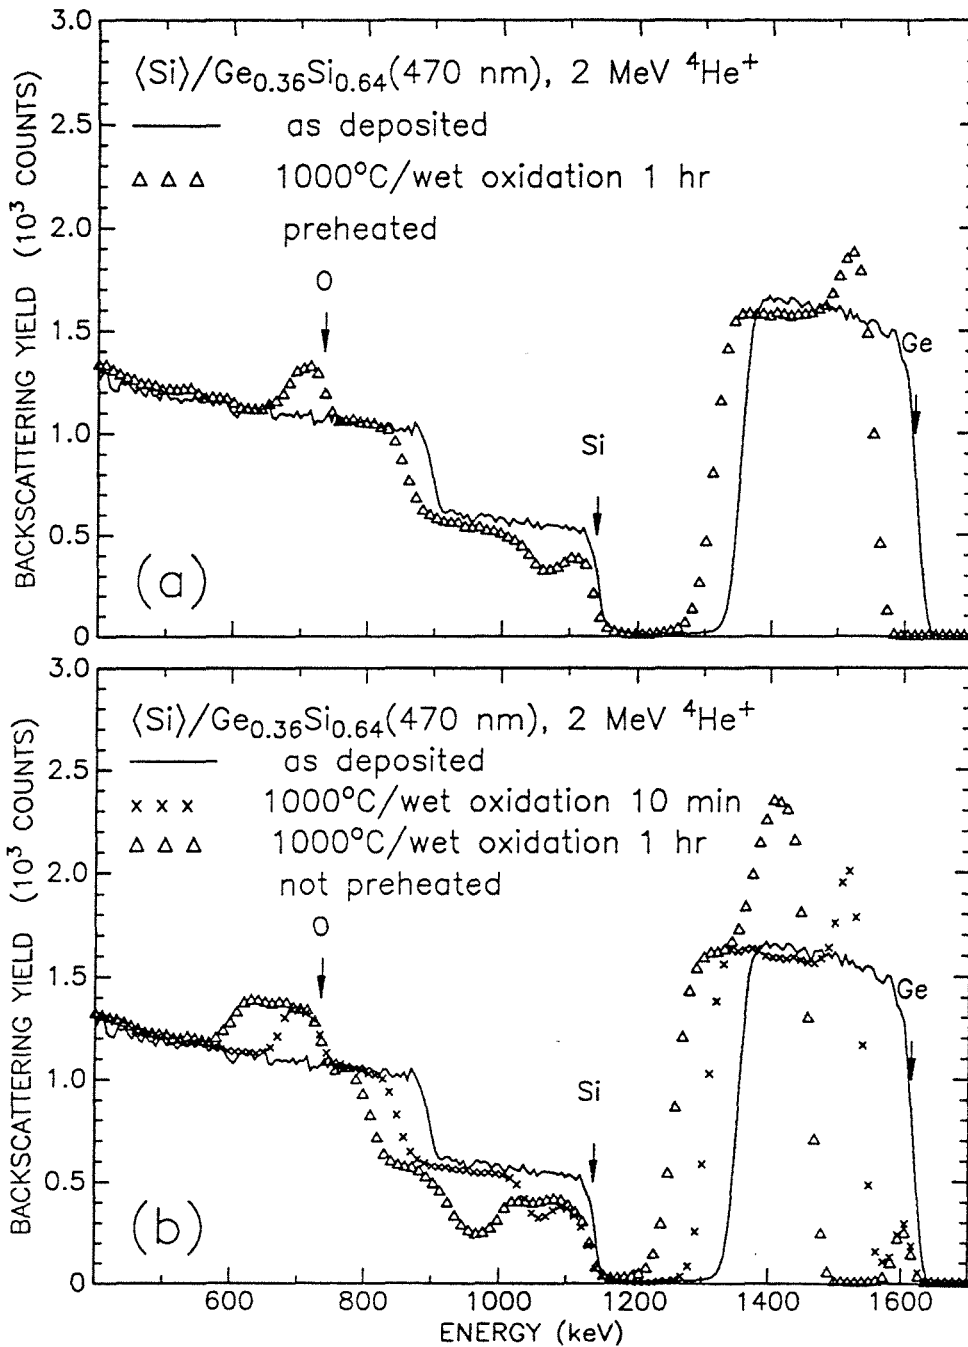 3.0
2.5
2.0
1.5
1.0
0.5
0
BACKSCATTERING YIELD (10³ COUNTS)
⟨Si⟩/Ge₀.₃₆Si₀.₆₄(470 nm), 2 MeV ⁴He⁺
as deposited
1000°C/wet oxidation 1 hr
preheated
O
Si
Ge
(a)
3.0
2.5
2.0
1.5
1.0
0.5
0
BACKSCATTERING YIELD (10³ COUNTS)
⟨Si⟩/Ge₀.₃₆Si₀.₆₄(470 nm), 2 MeV ⁴He⁺
as deposited
1000°C/wet oxidation 10 min
1000°C/wet oxidation 1 hr
not preheated
O
Si
Ge
(b)
600 800 1000 1200 1400 1600
ENERGY (keV)